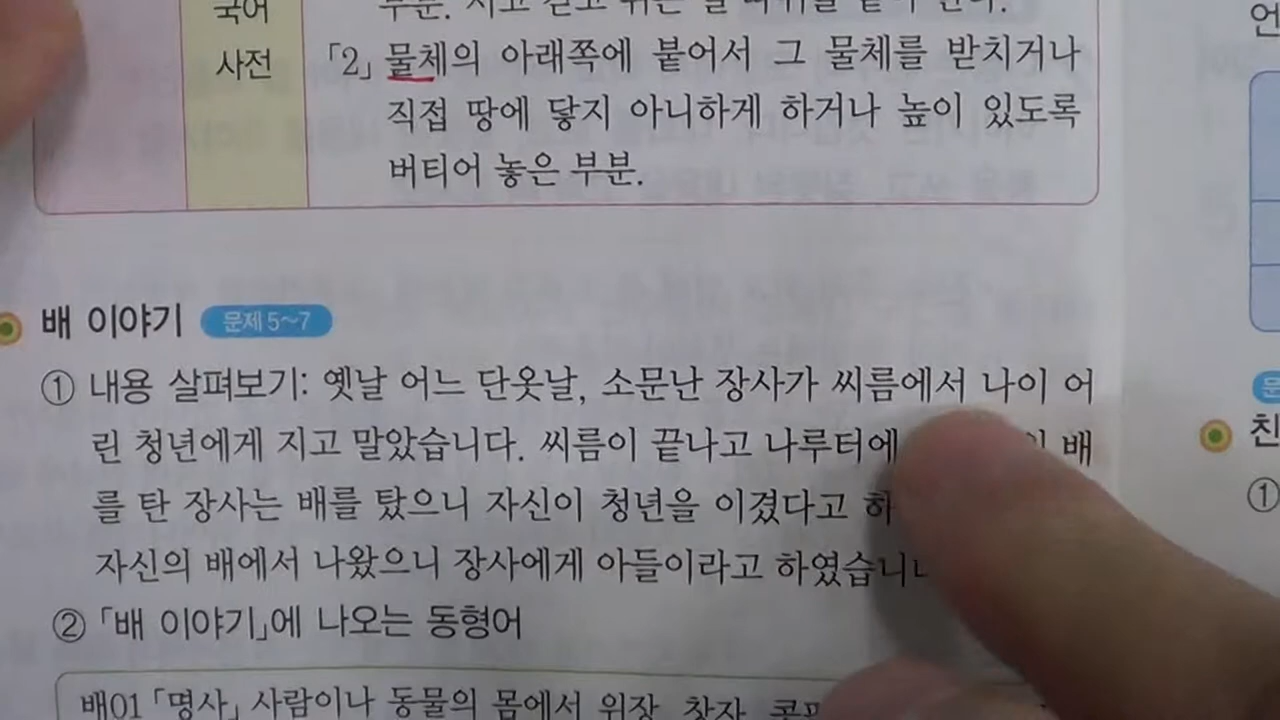 국어
사전
「2」 물체의 아래쪽에 붙어서 그 물체를 받치거나
직접 땅에 닿지 아니하게 하거나 높이 있도록
버티어 놓은 부분.
배 이야기 문제 5~7
① 내용 살펴보기: 옛날 어느 단옷날, 소문난 장사가 씨름에서 나이 어
린 청년에게 지고 말았습니다. 씨름이 끝나고 나루터에 배
를 탄 장사는 배를 탔으니 자신이 청년을 이겼다고 하
자신의 배에서 나왔으니 장사에게 아들이라고 하였습니
② 「배 이야기」에 나오는 동형어
배01 「명사」 사람이나 동물의 몸에서 위장, 창자,
언
친
①